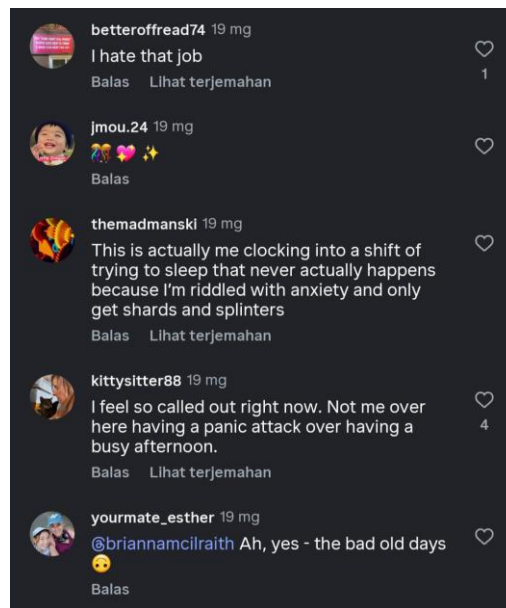 betteroffread74 19 mg
I hate that job
1
Balas Lihat terjemahan
jmou.24 19 mg
🎊💖✨
Balas
themadmanski 19 mg
This is actually me clocking into a shift of
trying to sleep that never actually happens
because I'm riddled with anxiety and only
get shards and splinters
Balas Lihat terjemahan
kittysitter88 19 mg
I feel so called out right now. Not me over
4
here having a panic attack over having a
busy afternoon.
Balas Lihat terjemahan
yourmate_esther 19 mg
@briannamcilraith Ah, yes - the bad old days
🙃
Balas